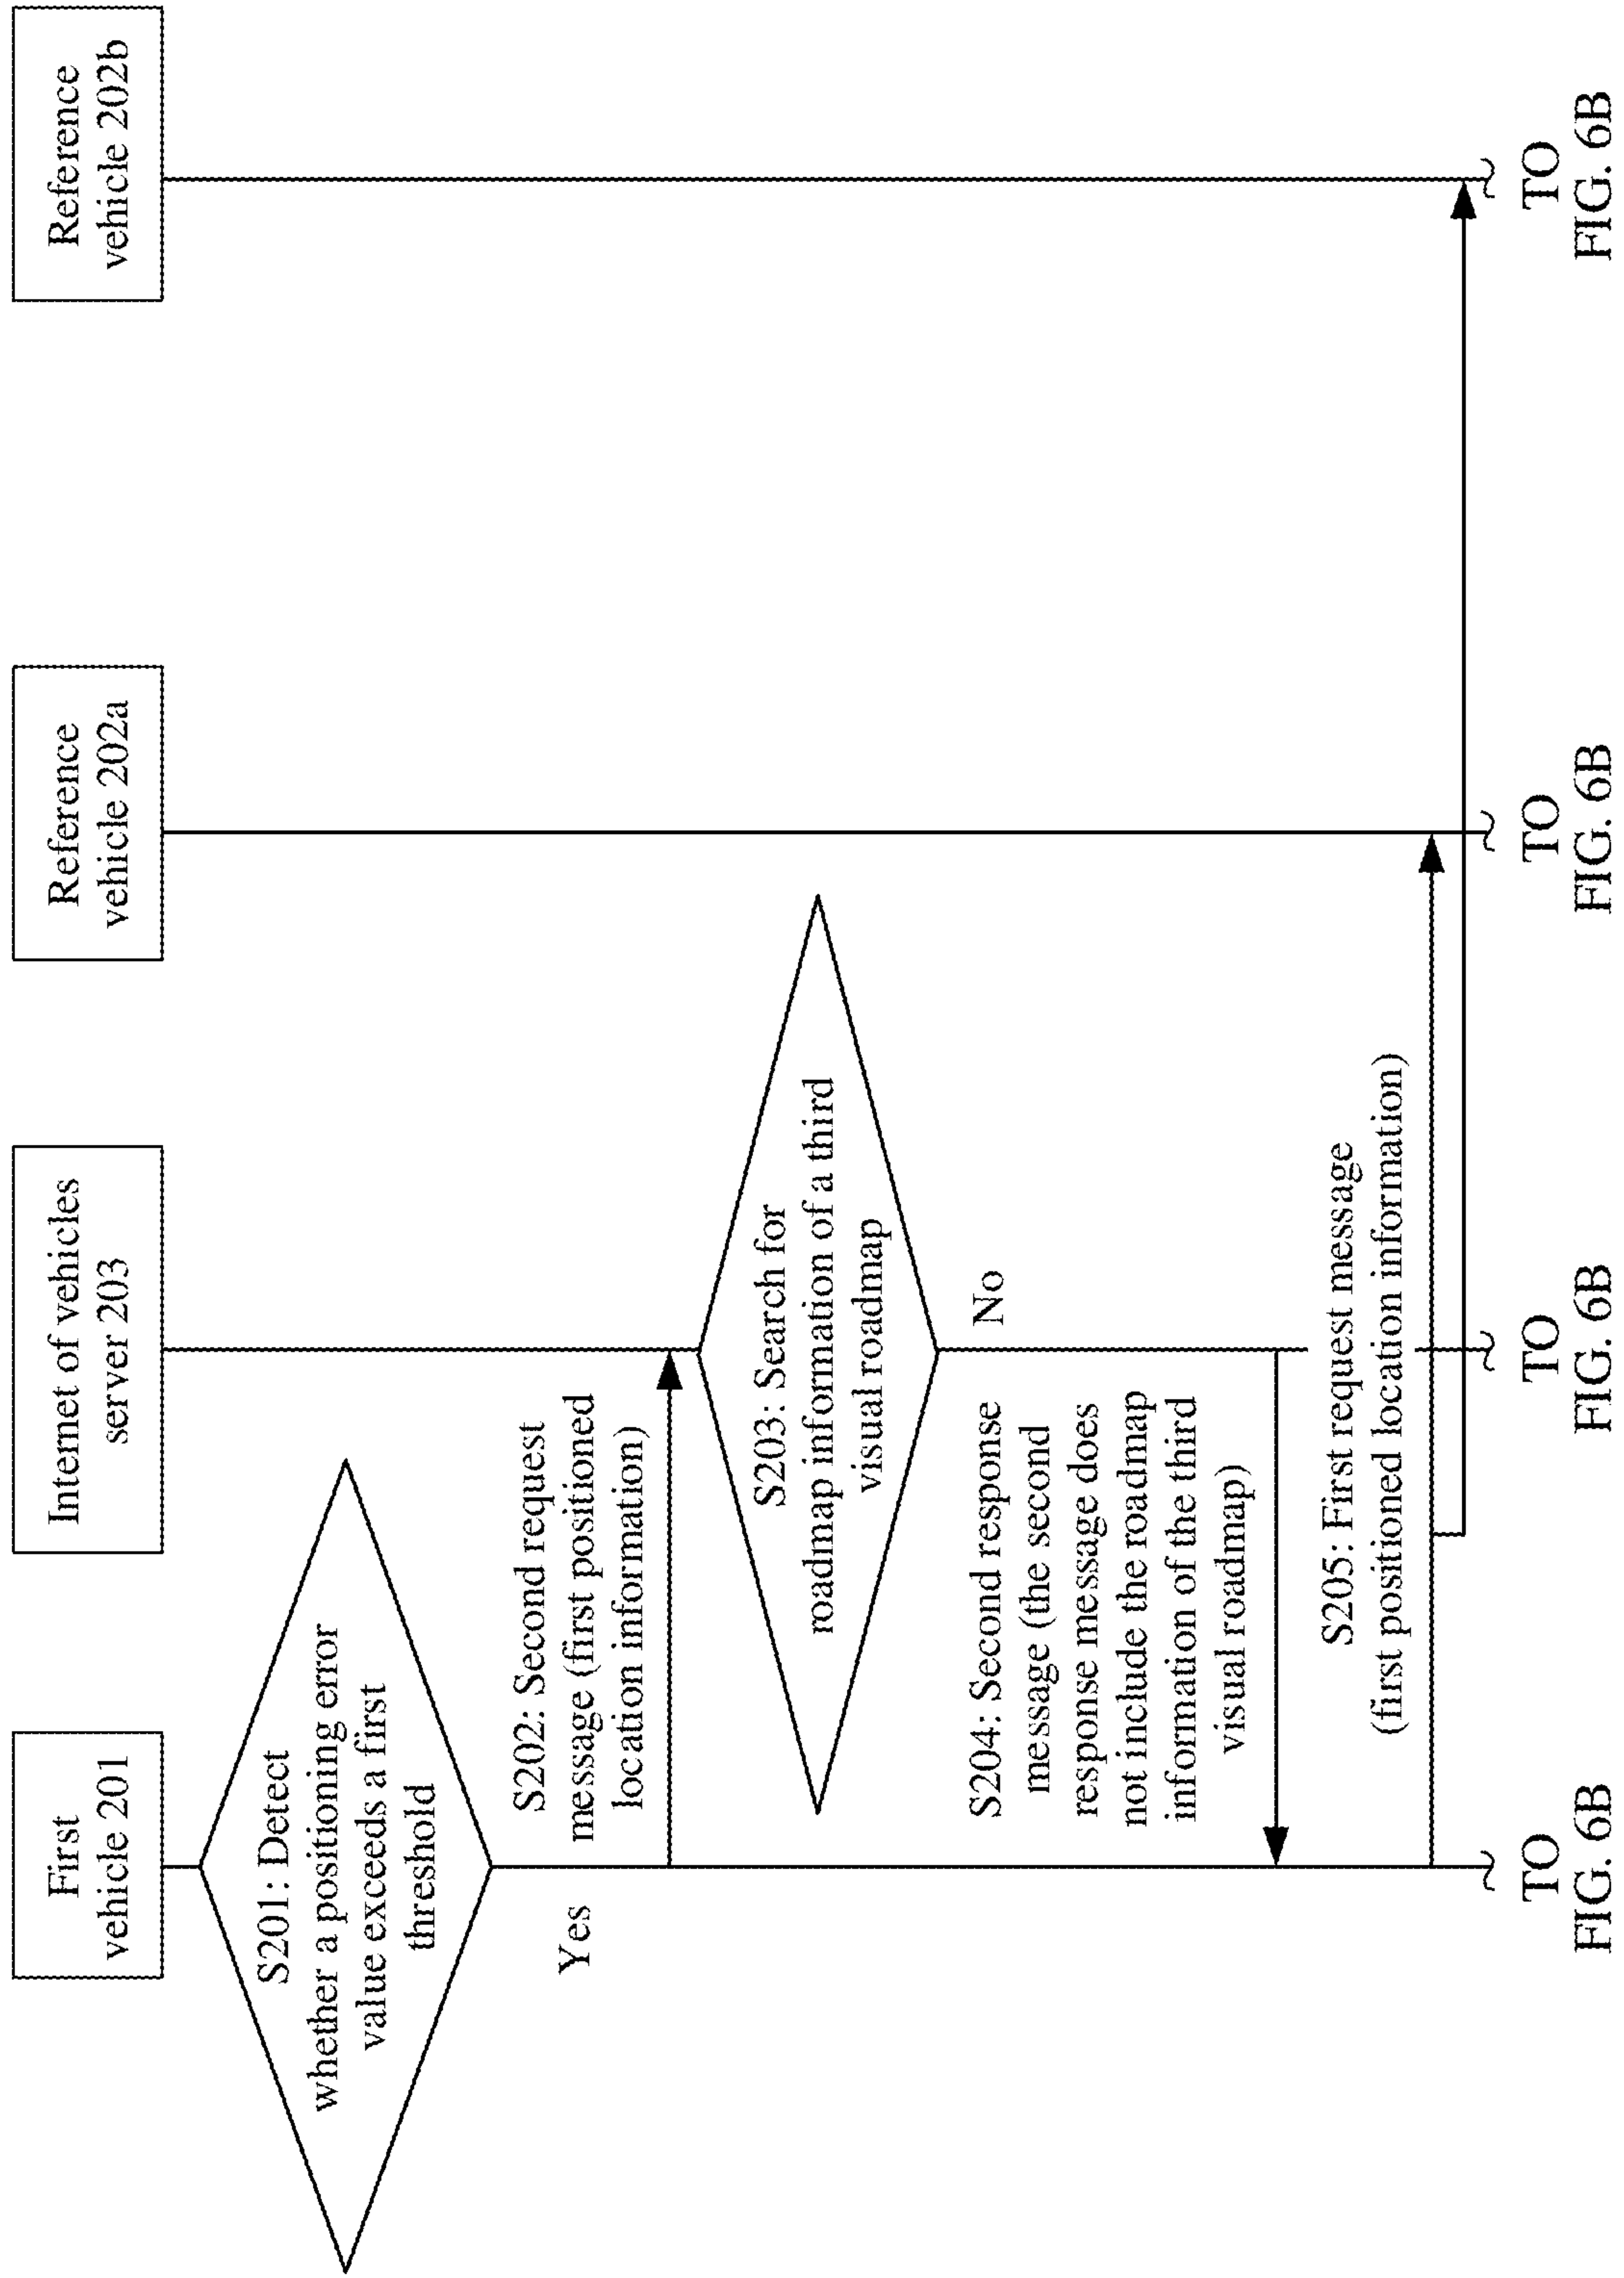 First
vehicle 201
Internet of vehicles
server 203
Reference
vehicle 202a
Reference
vehicle 202b
S201: Detect
whether a positioning error
value exceeds a first
threshold
Yes
S202: Second request
message (first positioned
location information)
S203: Search for
roadmap information of a third
visual roadmap
No
S204: Second response
message (the second
response message does
not include the roadmap
information of the third
visual roadmap)
S205: First request message
(first positioned location information)
TO
FIG. 6B
TO
FIG. 6B
TO
FIG. 6B
TO
FIG. 6B